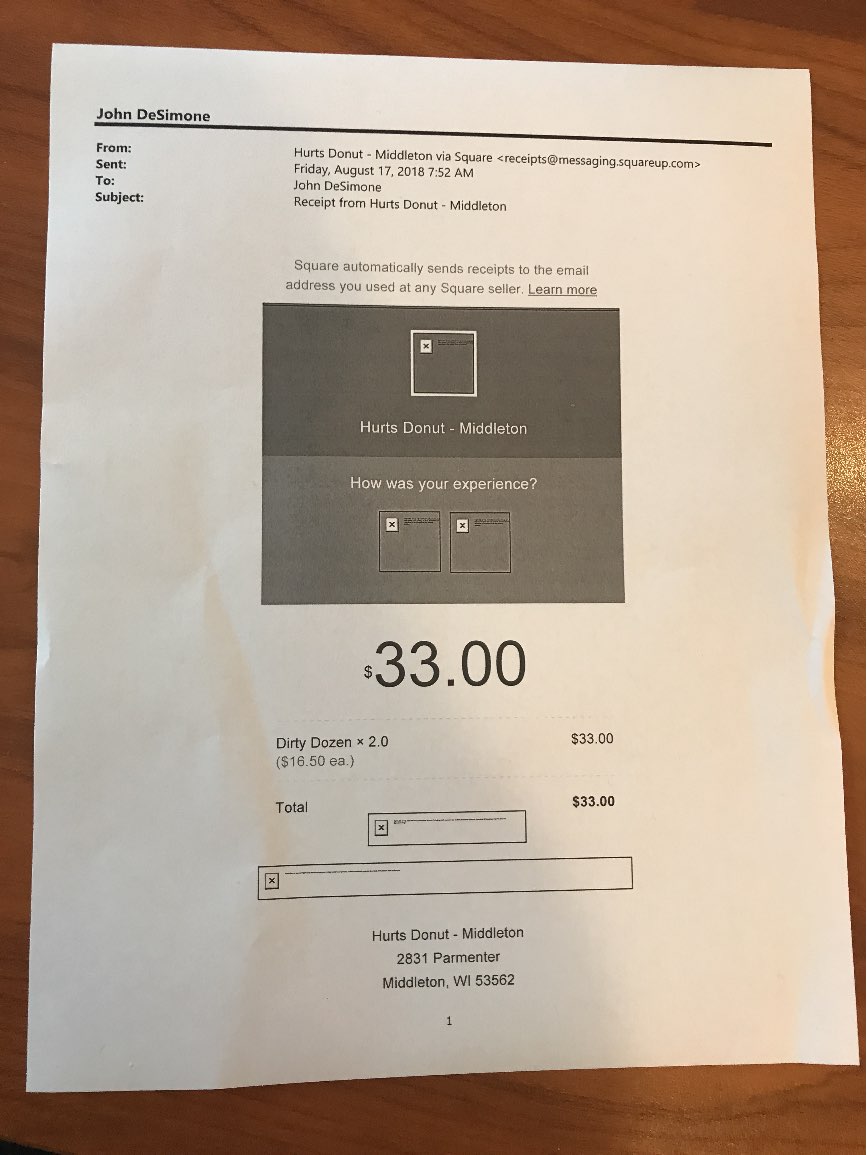 John DeSimone
From: Hurts Donut - Middleton via Square <receipts@messaging.squareup.com>
Sent: Friday, August 17, 2018 7:52 AM
To: John DeSimone
Subject: Receipt from Hurts Donut - Middleton
Square automatically sends receipts to the email
address you used at any Square seller. Learn more
Hurts Donut - Middleton
How was your experience?
$33.00
Dirty Dozen × 2.0 $33.00
($16.50 ea.)
Total $33.00
Hurts Donut - Middleton
2831 Parmenter
Middleton, WI 53562
1